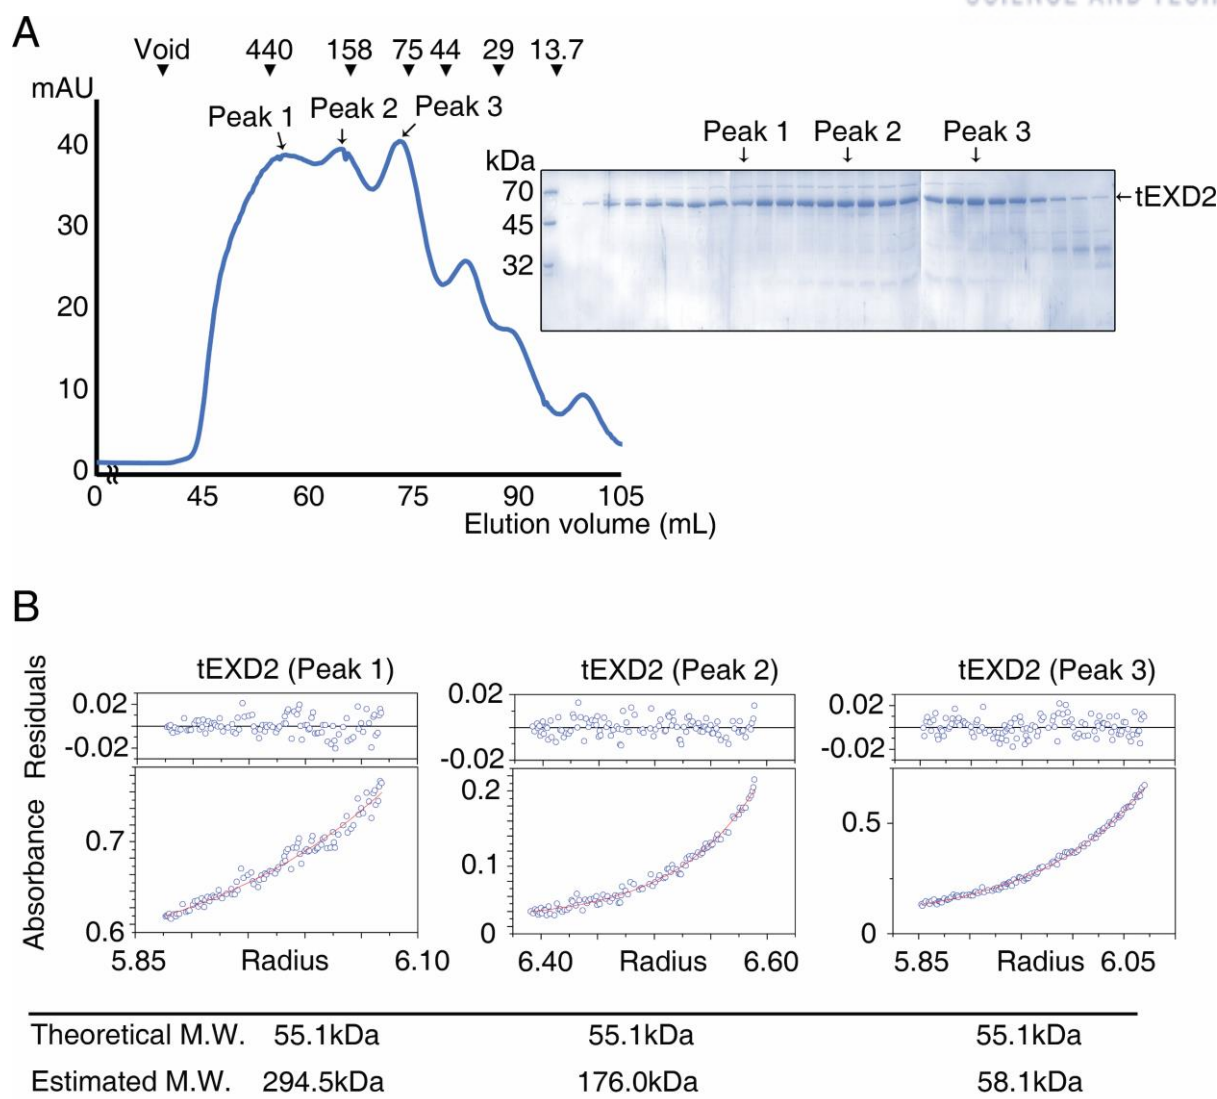 SCIENCE AND TECH
A
Void 440 158 75 44 29 13.7
mAU
Peak 1 Peak 2 Peak 3
40
30
20
10
0
0 45 60 75 90 105
Elution volume (mL)
Peak 1 Peak 2 Peak 3
kDa
70
45
32
←tEXD2
B
tEXD2 (Peak 1) tEXD2 (Peak 2) tEXD2 (Peak 3)
Residuals
0.02
-0.02
0.02
-0.02
0.02
-0.02
Absorbance
0.7
0.6
0.2
0.1
0
0.5
0
5.85 Radius 6.10 6.40 Radius 6.60 5.85 Radius 6.05
Theoretical M.W. 55.1kDa 55.1kDa 55.1kDa
Estimated M.W. 294.5kDa 176.0kDa 58.1kDa